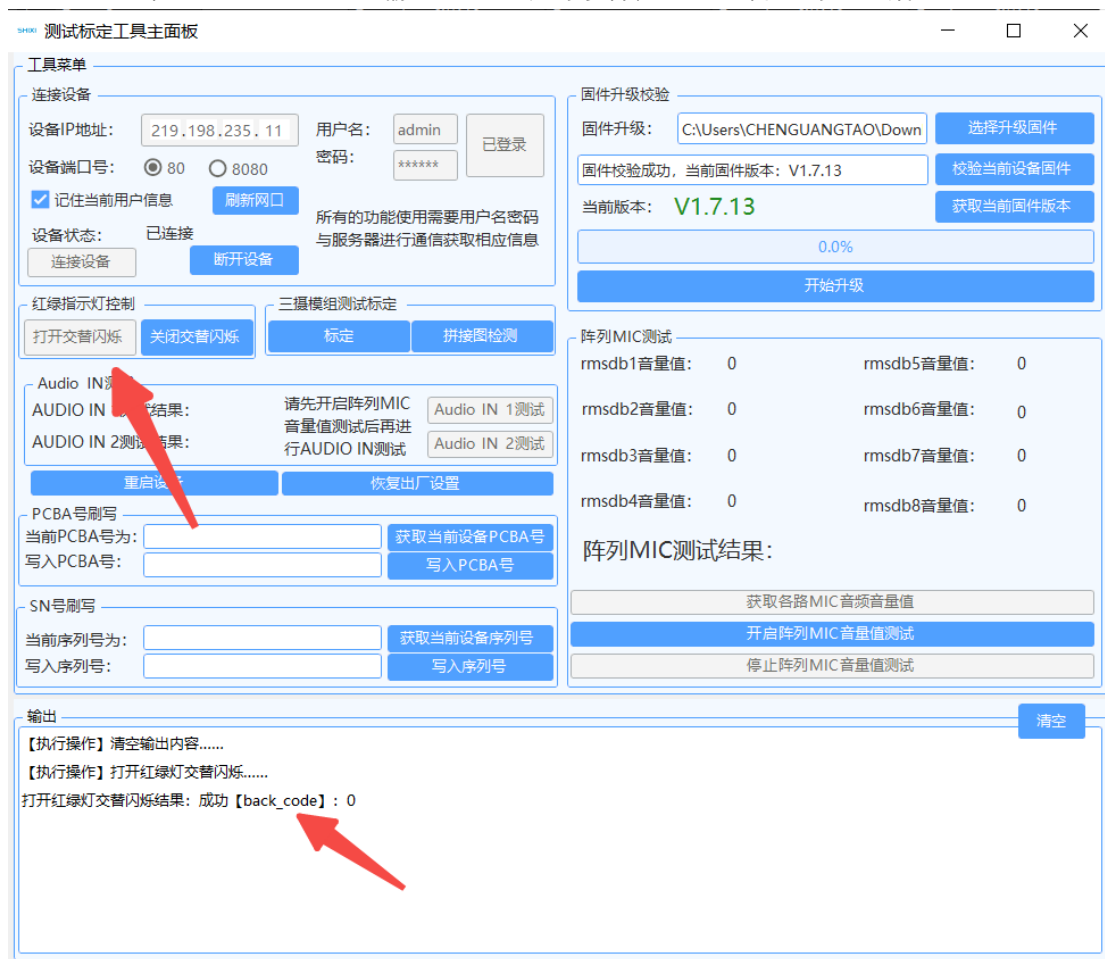 SHIXI 测试标定工具主面板
工具菜单
连接设备
设备IP地址: 219.198.235. 11 用户名: admin 已登录
密码: ******
设备端口号: 80 8080
记住当前用户信息 刷新网口
所有的功能使用需要用户名密码
与服务器进行通信获取相应信息
设备状态: 已连接
连接设备 断开设备
固件升级校验
固件升级: C:\Users\CHENGUANGTAO\Down 选择升级固件
固件校验成功，当前固件版本：V1.7.13 校验当前设备固件
当前版本: V1.7.13 获取当前固件版本
0.0%
开始升级
红绿指示灯控制
打开交替闪烁 关闭交替闪烁
三摄模组测试标定
标定 拼接图检测
Audio IN测
AUDIO IN 试结果:
AUDIO IN 2测试结果:
请先开启阵列MIC
音量值测试后再进
行AUDIO IN测试
Audio IN 1测试
Audio IN 2测试
重启设备 恢复出厂设置
PCBA号刷写
当前PCBA号为: 获取当前设备PCBA号
写入PCBA号: 写入PCBA号
SN号刷写
当前序列号为: 获取当前设备序列号
写入序列号: 写入序列号
阵列MIC测试
rmsdb1音量值: 0 rmsdb5音量值: 0
rmsdb2音量值: 0 rmsdb6音量值: 0
rmsdb3音量值: 0 rmsdb7音量值: 0
rmsdb4音量值: 0 rmsdb8音量值: 0
阵列MIC测试结果:
获取各路MIC音频音量值
开启阵列MIC音量值测试
停止阵列MIC音量值测试
输出 清空
【执行操作】清空输出内容......
【执行操作】打开红绿灯交替闪烁......
打开红绿灯交替闪烁结果：成功【back_code】: 0